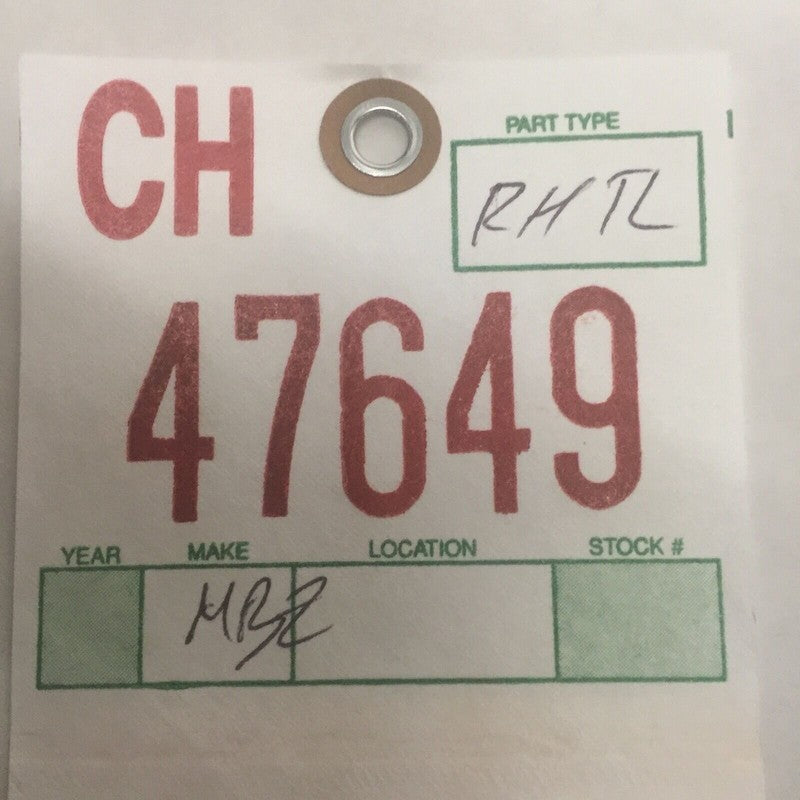 CH
PART TYPE
RH TL
47649
YEAR MAKE LOCATION STOCK #
MBZ